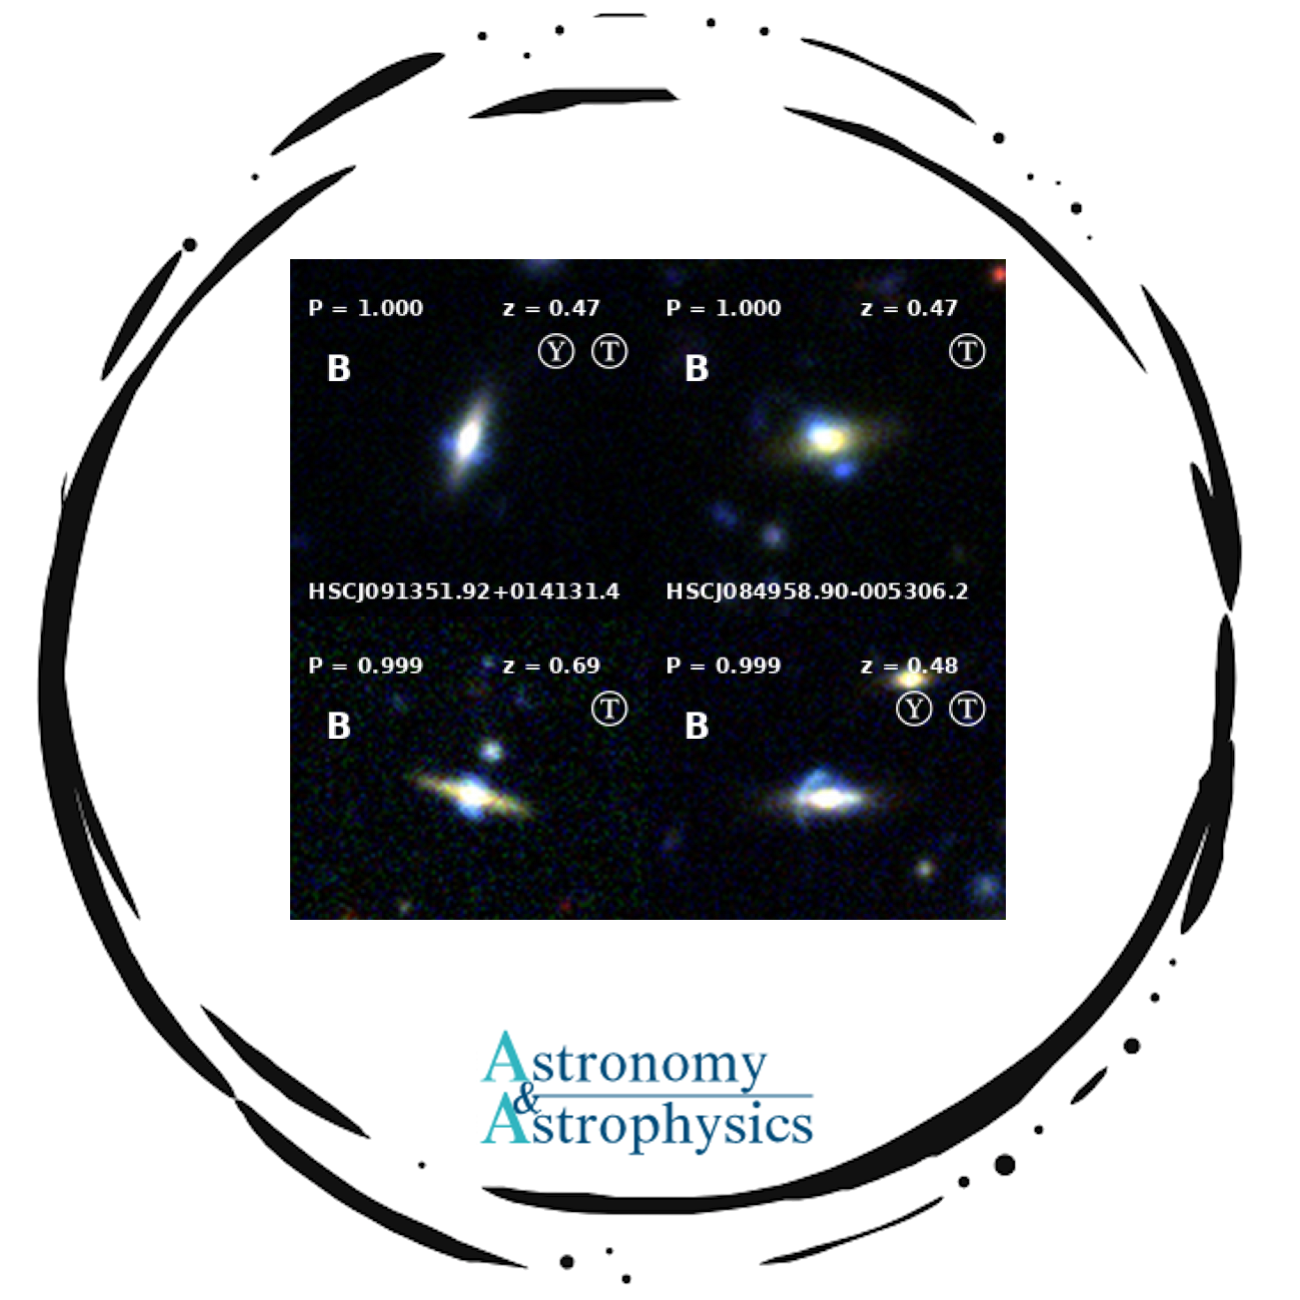 P = 1.000 z = 0.47
Y T
B
P = 1.000 z = 0.47
T
B
HSCJ091351.92+014131.4
HSCJ084958.90-005306.2
P = 0.999 z = 0.69
T
B
P = 0.999 z = 0.48
Y T
B
Astronomy
&
Astrophysics